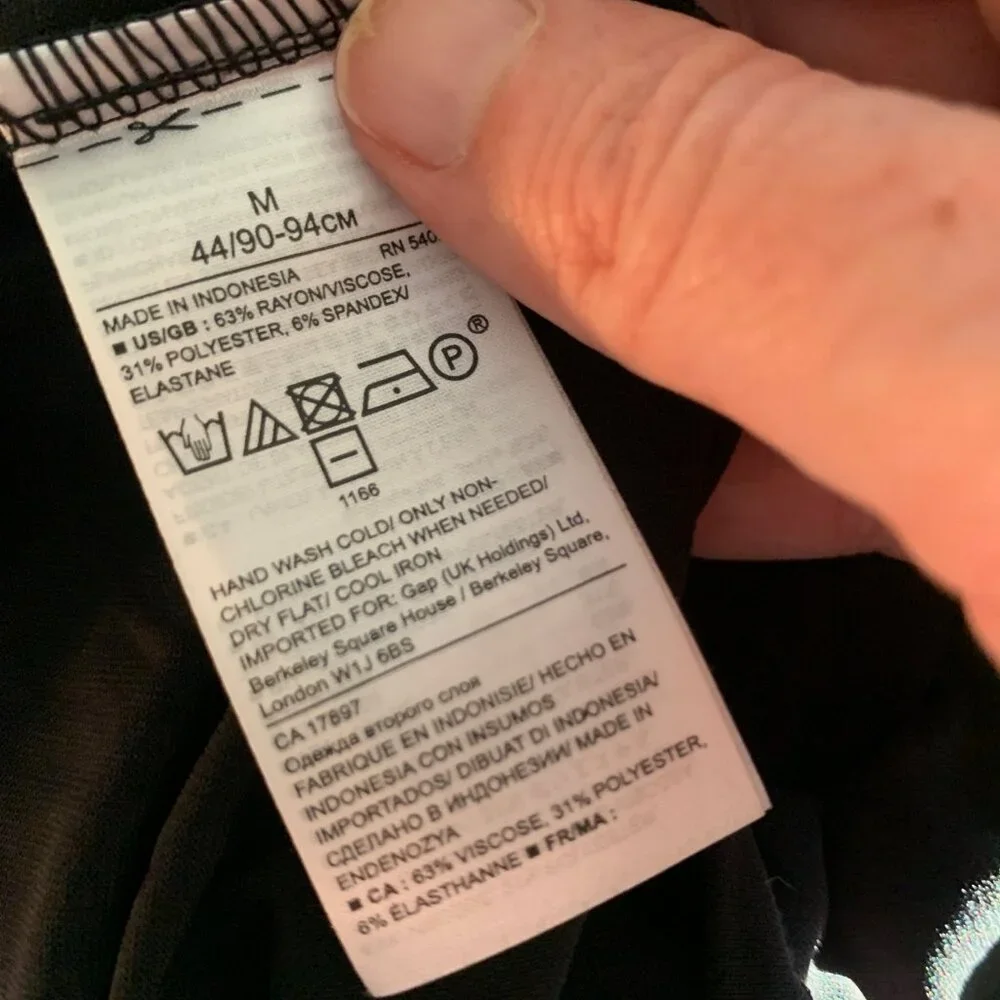 M
44/90-94CM
RN 540
MADE IN INDONESIA
■ US/GB : 63% RAYON/VISCOSE,
31% POLYESTER, 6% SPANDEX/
ELASTANE
P ®
1166
HAND WASH COLD/ ONLY NON-
CHLORINE BLEACH WHEN NEEDED/
DRY FLAT/ COOL IRON
IMPORTED FOR: Gap (UK Holdings) Ltd,
Berkeley Square House / Berkeley Square,
London W1J 6BS
CA 17897
Одежда второго слоя
FABRIQUE EN INDONISIE/ HECHO EN
INDONESIA CON INSUMOS
IMPORTADOS/ DIBUAT DI INDONESIA/
СДЕЛАНО В ИНДОНЕЗИИ/ MADE IN
ENDENOZYA
■ CA : 63% VISCOSE, 31% POLYESTER,
6% ÉLASTHANNE ■ FR/MA :